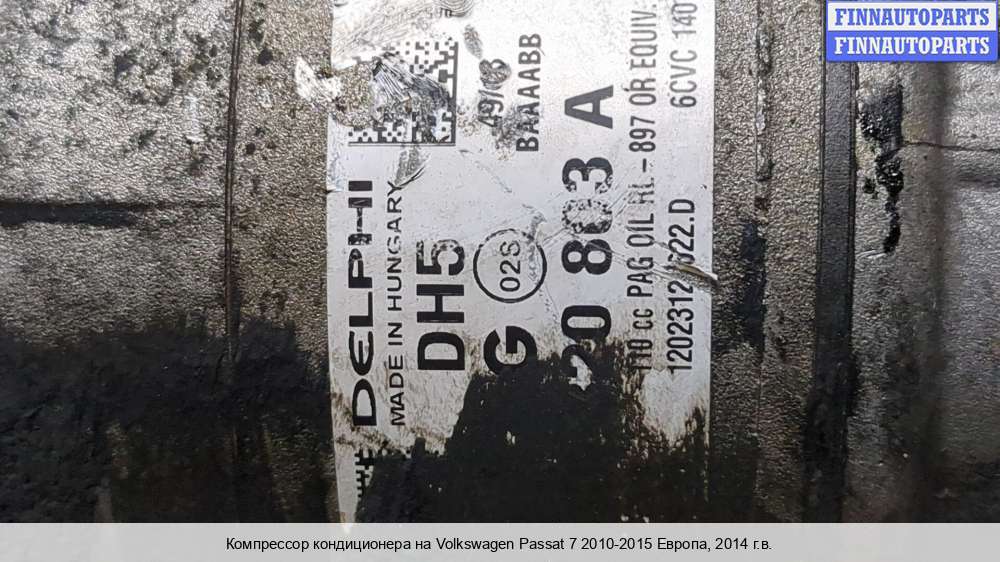 FINNAUTOPARTS
FINNAUTOPARTS
DELPHI
MADE IN HUNGARY
DH5
G 02S
BAAAABB
20 803 A
110 cc PAG OIL RL - 897 OR EQUIV.
6CVC 140
Компрессор кондиционера на Volkswagen Passat 7 2010-2015 Европа, 2014 г.в.